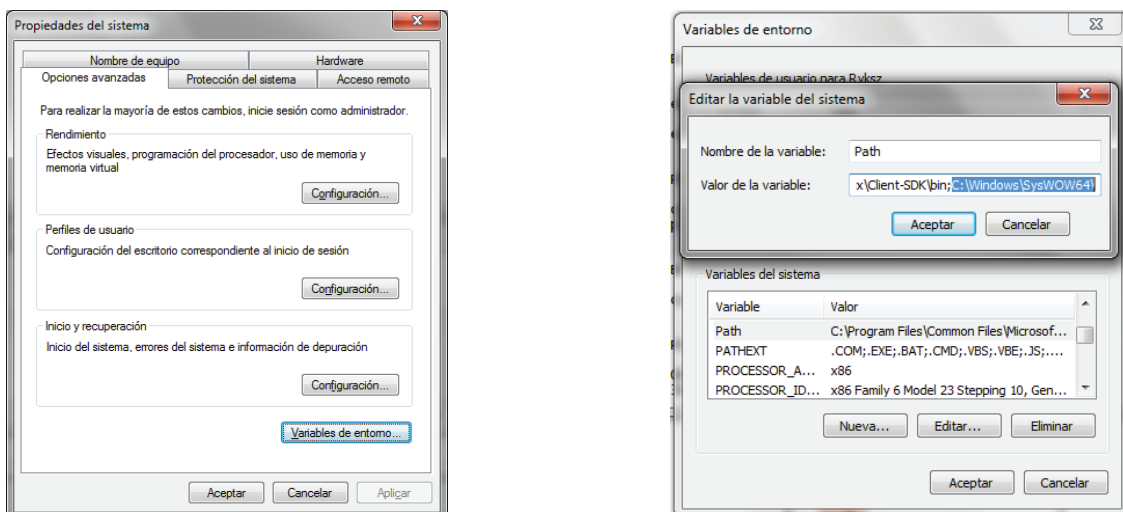 Propiedades del sistema
Nombre de equipo
Hardware
Opciones avanzadas
Protección del sistema
Acceso remoto
Para realizar la mayoría de estos cambios, inicie sesión como administrador.
Rendimiento
Efectos visuales, programación del procesador, uso de memoria y
memoria virtual
Configuración...
Perfiles de usuario
Configuración del escritorio correspondiente al inicio de sesión
Configuración...
Inicio y recuperación
Inicio del sistema, errores del sistema e información de depuración
Configuración...
Variables de entorno...
Aceptar
Cancelar
Aplicar
Variables de entorno
Variables de usuario para Ryksz
Editar la variable del sistema
Nombre de la variable: Path
Valor de la variable: x\Client-SDK\bin;C:\Windows\SysWOW64\
Aceptar
Cancelar
Variables del sistema
Variable Valor
Path C:\Program Files\Common Files\Microsof...
PATHEXT .COM;.EXE;.BAT;.CMD;.VBS;.VBE;.JS;....
PROCESSOR_A... x86
PROCESSOR_ID... x86 Family 6 Model 23 Stepping 10, Gen...
Nueva...
Editar...
Eliminar
Aceptar
Cancelar